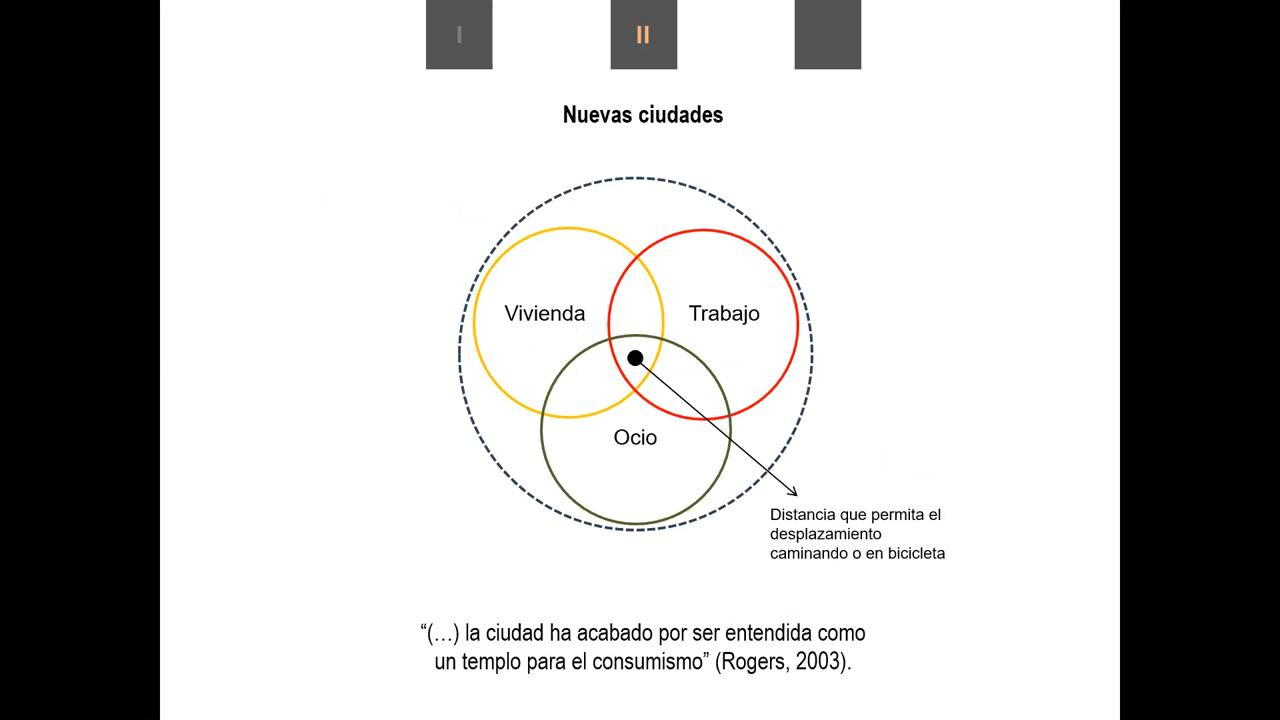 I
II
Nuevas ciudades
Vivienda
Trabajo
Ocio
Distancia que permita el
desplazamiento
caminando o en bicicleta
“(…) la ciudad ha acabado por ser entendida como
un templo para el consumismo” (Rogers, 2003).